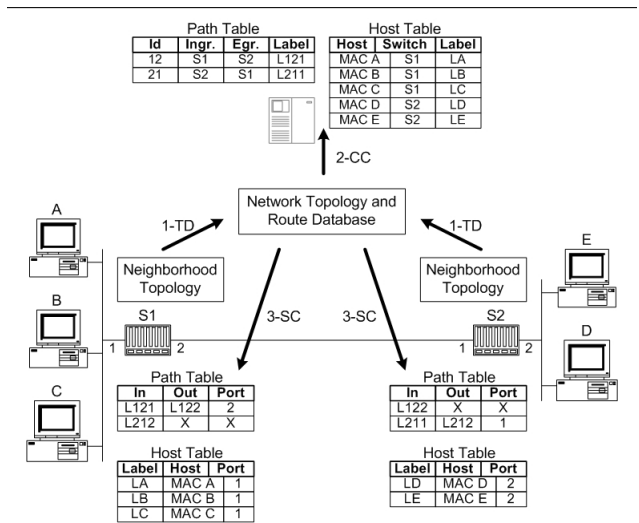 Path Table
Id Ingr. Egr. Label
12 S1 S2 L121
21 S2 S1 L211
Host Table
Host Switch Label
MAC A S1 LA
MAC B S1 LB
MAC C S1 LC
MAC D S2 LD
MAC E S2 LE
2-CC
Network Topology and
Route Database
A
1-TD
1-TD
E
Neighborhood
Topology
Neighborhood
Topology
B
S1
3-SC
3-SC
S2
D
1
2
1
2
C
Path Table
In Out Port
L121 L122 2
L212 X X
Path Table
In Out Port
L122 X X
L211 L212 1
Host Table
Label Host Port
LA MAC A 1
LB MAC B 1
LC MAC C 1
Host Table
Label Host Port
LD MAC D 2
LE MAC E 2